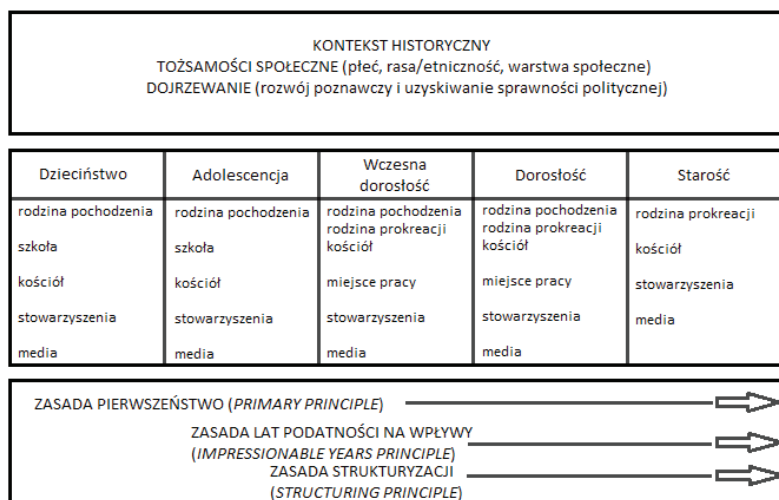 KONTEKST HISTORYCZNY
TOŻSAMOŚCI SPOŁECZNE (płeć, rasa/etniczność, warstwa społeczne)
DOJRZEWANIE (rozwój poznawczy i uzyskiwanie sprawności politycznej)
Dzieciństwo
rodzina pochodzenia
szkoła
kościół
stowarzyszenia
media
Adolescencja
rodzina pochodzenia
szkoła
kościół
stowarzyszenia
media
Wczesna
dorosłość
rodzina pochodzenia
rodzina prokreacji
kościół
miejsce pracy
stowarzyszenia
media
Dorosłość
rodzina pochodzenia
rodzina prokreacji
kościół
miejsce pracy
stowarzyszenia
media
Starość
rodzina prokreacji
kościół
stowarzyszenia
media
ZASADA PIERWSZEŃSTWO (PRIMARY PRINCIPLE)
ZASADA LAT PODATNOŚCI NA WPŁYWY
(IMPRESSIONABLE YEARS PRINCIPLE)
ZASADA STRUKTURYZACJI
(STRUCTURING PRINCIPLE)